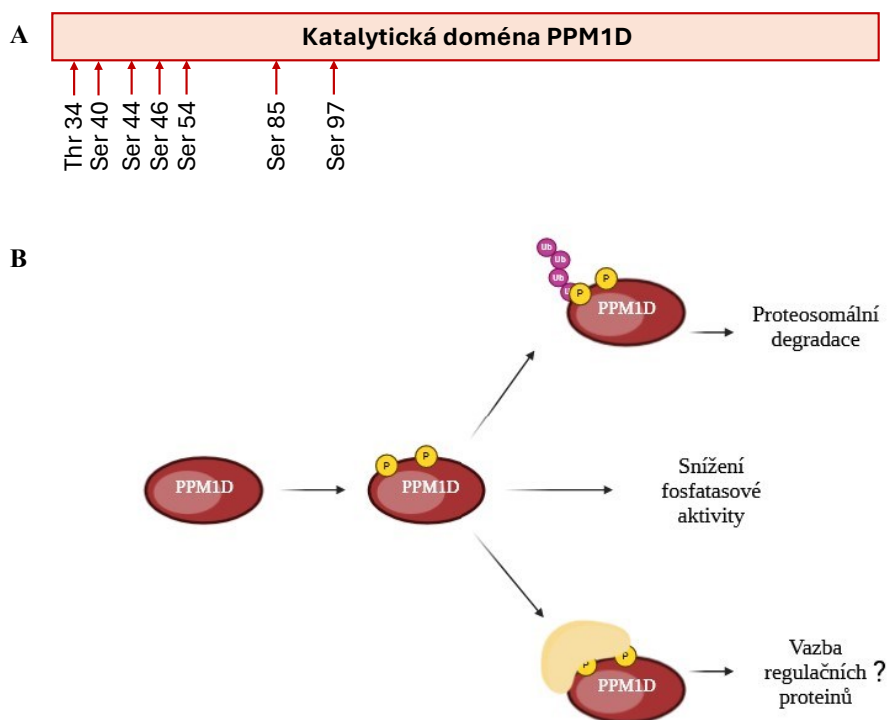 A
Katalytická doména PPM1D
Thr 34
Ser 40
Ser 44
Ser 46
Ser 54
Ser 85
Ser 97
B
Ub
Ub
Ub
U
P
P
PPM1D
Proteosomální
degradace
PPM1D
P
P
PPM1D
Snížení
fosfatasové
aktivity
P
P
PPM1D
Vazba
regulačních ?
proteinů